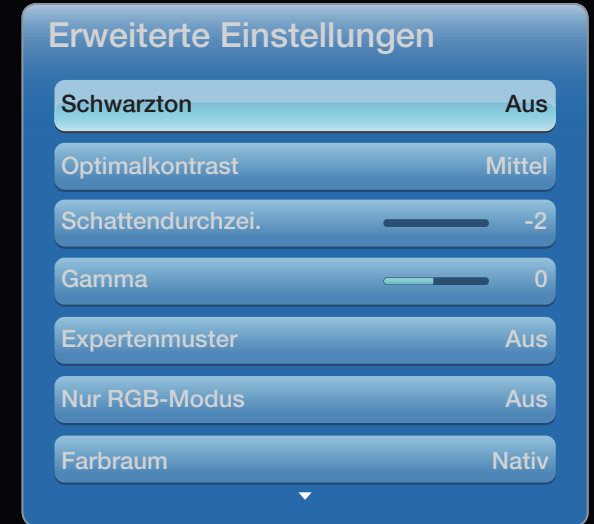 Erweiterte Einstellungen
Schwarzton Aus
Optimalkontrast Mittel
Schattendurchzei. -2
Gamma 0
Expertenmuster Aus
Nur RGB-Modus Aus
Farbraum Nativ